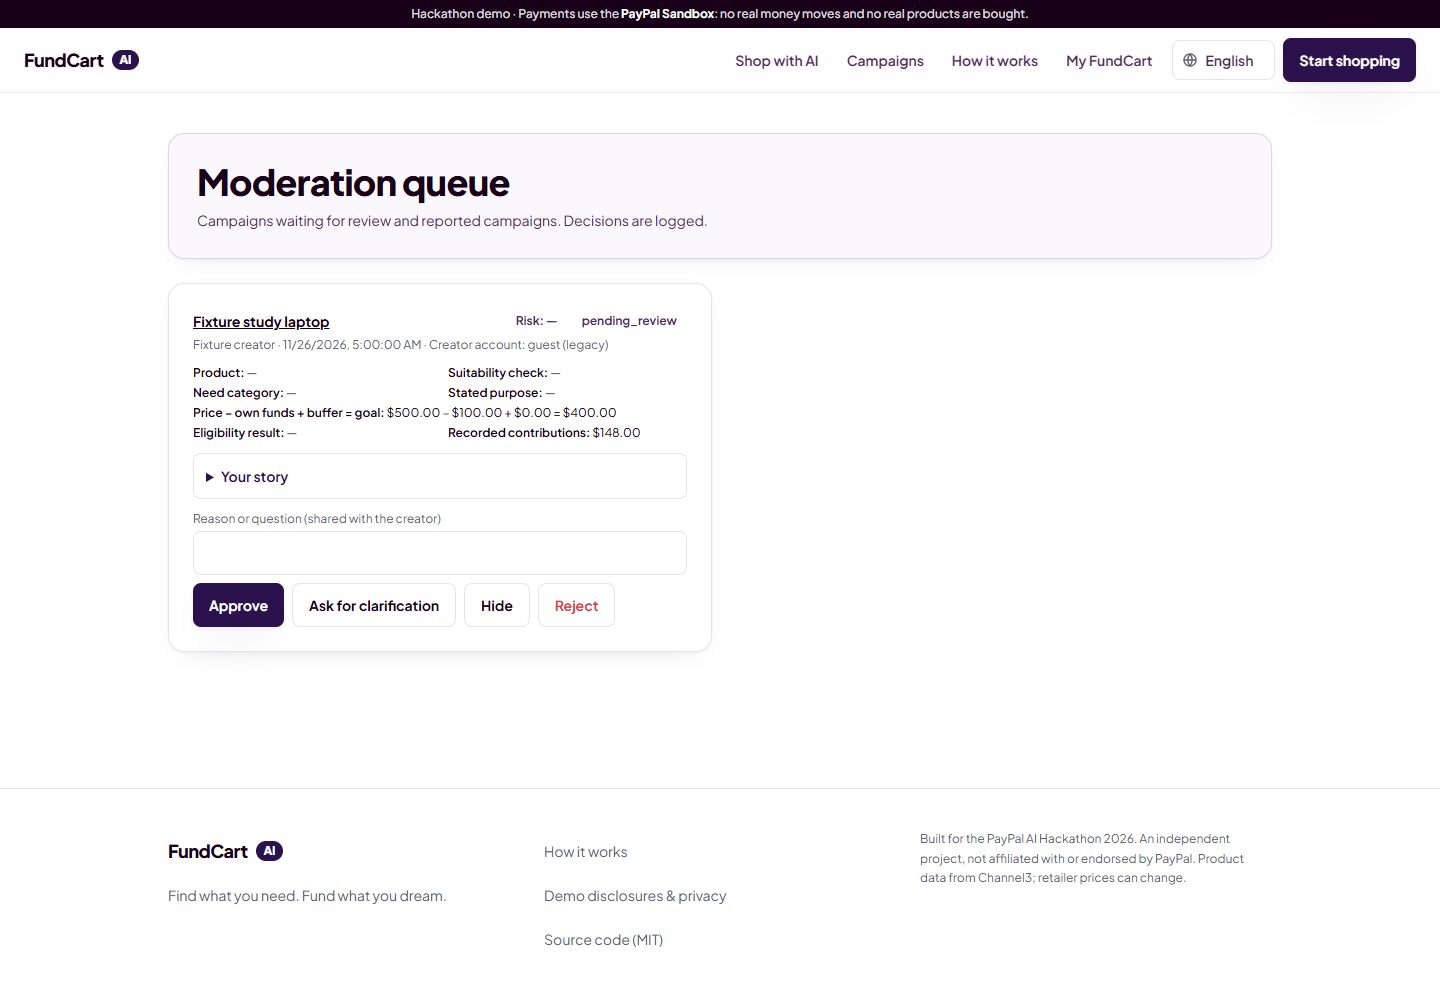 Hackathon demo · Payments use the PayPal Sandbox: no real money moves and no real products are bought.
FundCart AI
Shop with AI
Campaigns
How it works
My FundCart
English
Start shopping
Moderation queue
Campaigns waiting for review and reported campaigns. Decisions are logged.
Fixture study laptop
Risk: —
pending_review
Fixture creator · 11/26/2026, 5:00:00 AM · Creator account: guest (legacy)
Product: —
Suitability check: —
Need category: —
Stated purpose: —
Price − own funds + buffer = goal: $500.00 − $100.00 + $0.00 = $400.00
Eligibility result: —
Recorded contributions: $148.00
▶ Your story
Reason or question (shared with the creator)
Approve
Ask for clarification
Hide
Reject
FundCart AI
Find what you need. Fund what you dream.
How it works
Demo disclosures & privacy
Source code (MIT)
Built for the PayPal AI Hackathon 2026. An independent
project, not affiliated with or endorsed by PayPal. Product
data from Channel3; retailer prices can change.